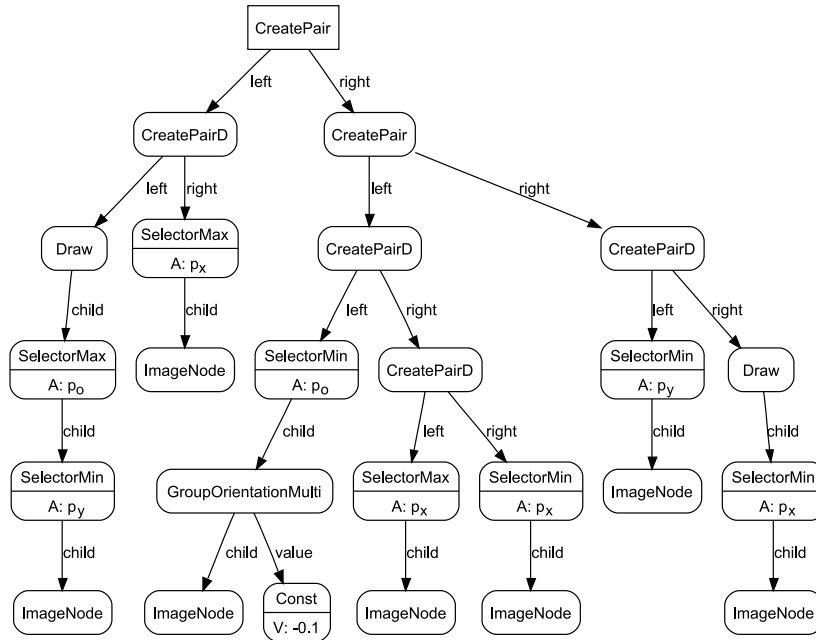 CreatePair
left right
CreatePairD CreatePair
left right left right
Draw SelectorMax CreatePairD CreatePairD
A: pₓ
child child left right left right
SelectorMax ImageNode SelectorMin CreatePairD SelectorMin Draw
A: pₒ A: pₒ A: p_y
child child left right child child
SelectorMin GroupOrientationMulti SelectorMax SelectorMin ImageNode SelectorMin
A: p_y A: pₓ A: pₓ A: pₓ
child child value child child child
ImageNode ImageNode Const ImageNode ImageNode ImageNode
V: -0.1